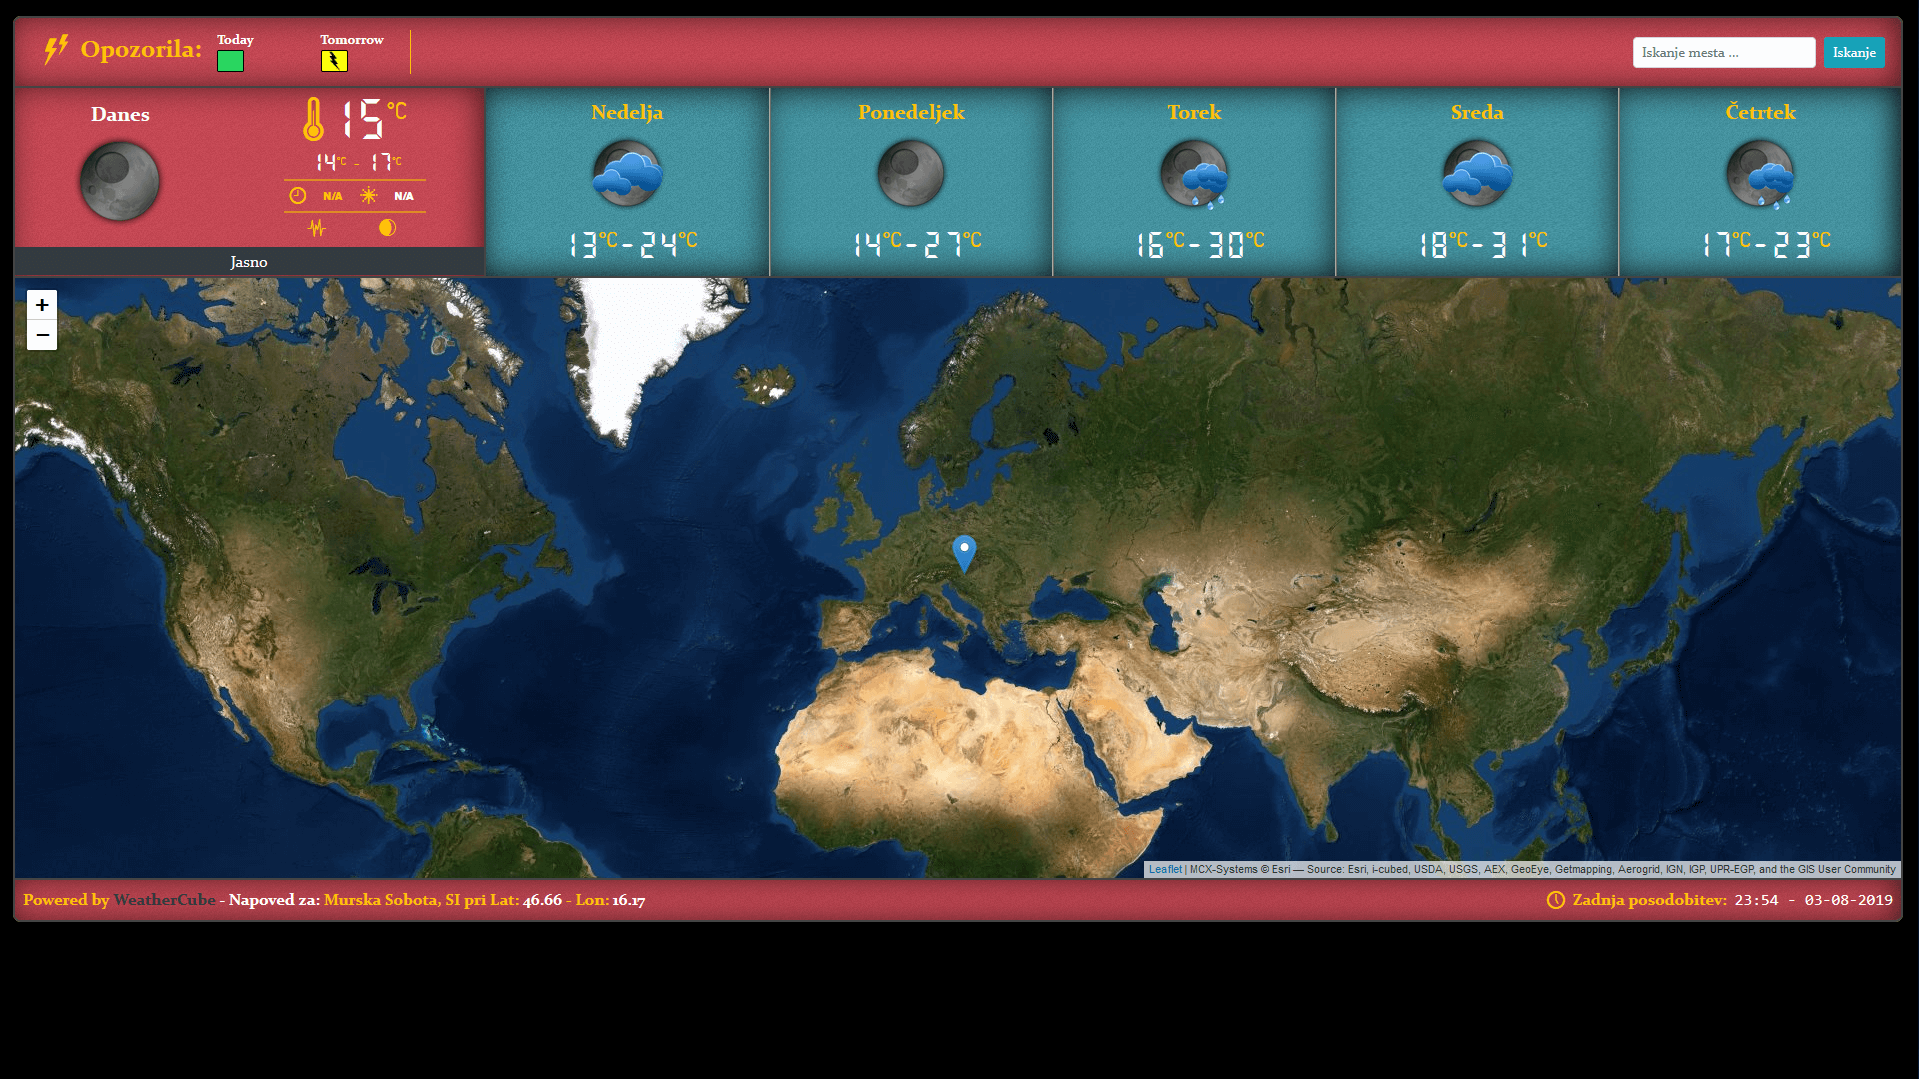 Opozorila:
Today
Tomorrow
Iskanje mesta ...
Iskanje
Danes
15°C
14°C - 17°C
N/A
N/A
Jasno
Nedelja
13°C-24°C
Ponedeljek
14°C-27°C
Torek
16°C-30°C
Sreda
18°C-31°C
Četrtek
17°C-23°C
+
−
Leaflet | MCX-Systems © Esri — Source: Esri, i-cubed, USDA, USGS, AEX, GeoEye, Getmapping, Aerogrid, IGN, IGP, UPR-EGP, and the GIS User Community
Powered by WeatherCube - Napoved za: Murska Sobota, SI pri Lat: 46.66 - Lon: 16.17
Zadnja posodobitev: 23:54 - 03-08-2019